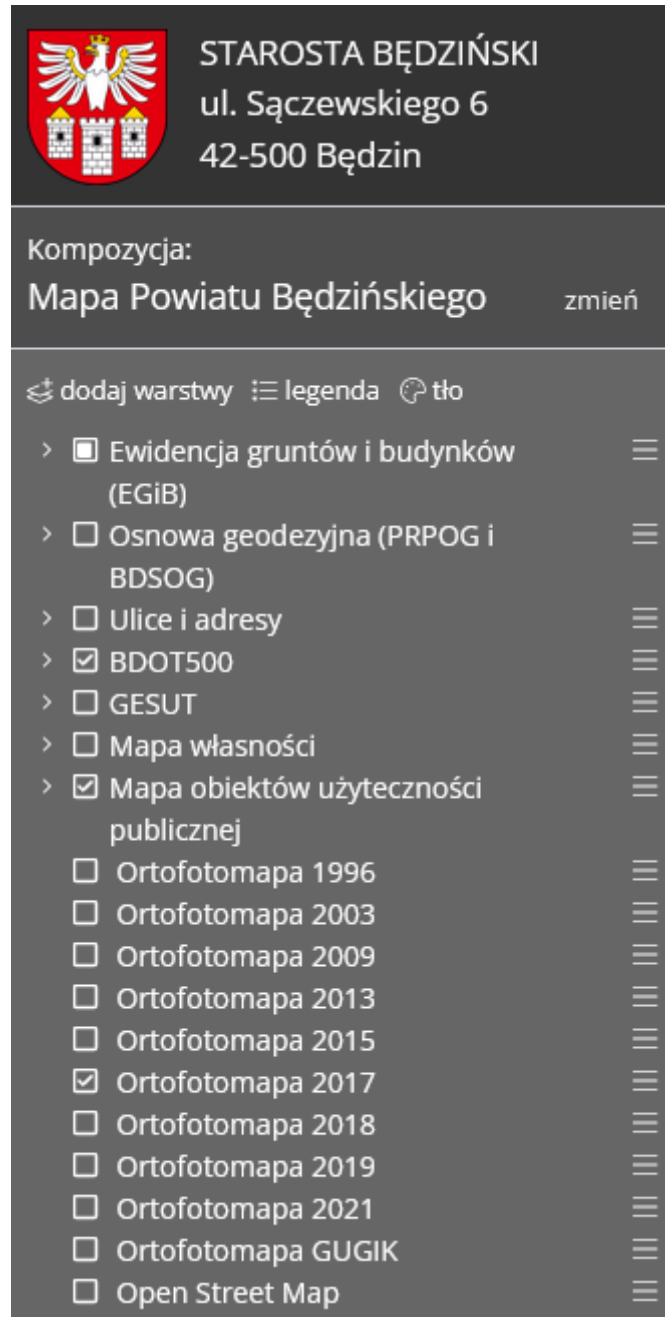 STAROSTA BĘDZIŃSKI
ul. Sączewskiego 6
42-500 Będzin
Kompozycja:
Mapa Powiatu Będzińskiego zmień
dodaj warstwy legenda tło
Ewidencja gruntów i budynków
(EGiB)
Osnowa geodezyjna (PRPOG i
BDSOG)
Ulice i adresy
BDOT500
GESUT
Mapa własności
Mapa obiektów użyteczności
publicznej
Ortofotomapa 1996
Ortofotomapa 2003
Ortofotomapa 2009
Ortofotomapa 2013
Ortofotomapa 2015
Ortofotomapa 2017
Ortofotomapa 2018
Ortofotomapa 2019
Ortofotomapa 2021
Ortofotomapa GUGIK
Open Street Map